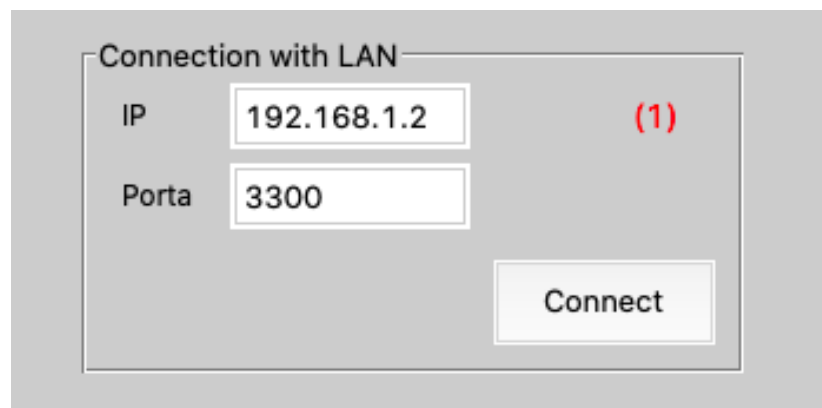 Connection with LAN
IP 192.168.1.2 (1)
Porta 3300
Connect